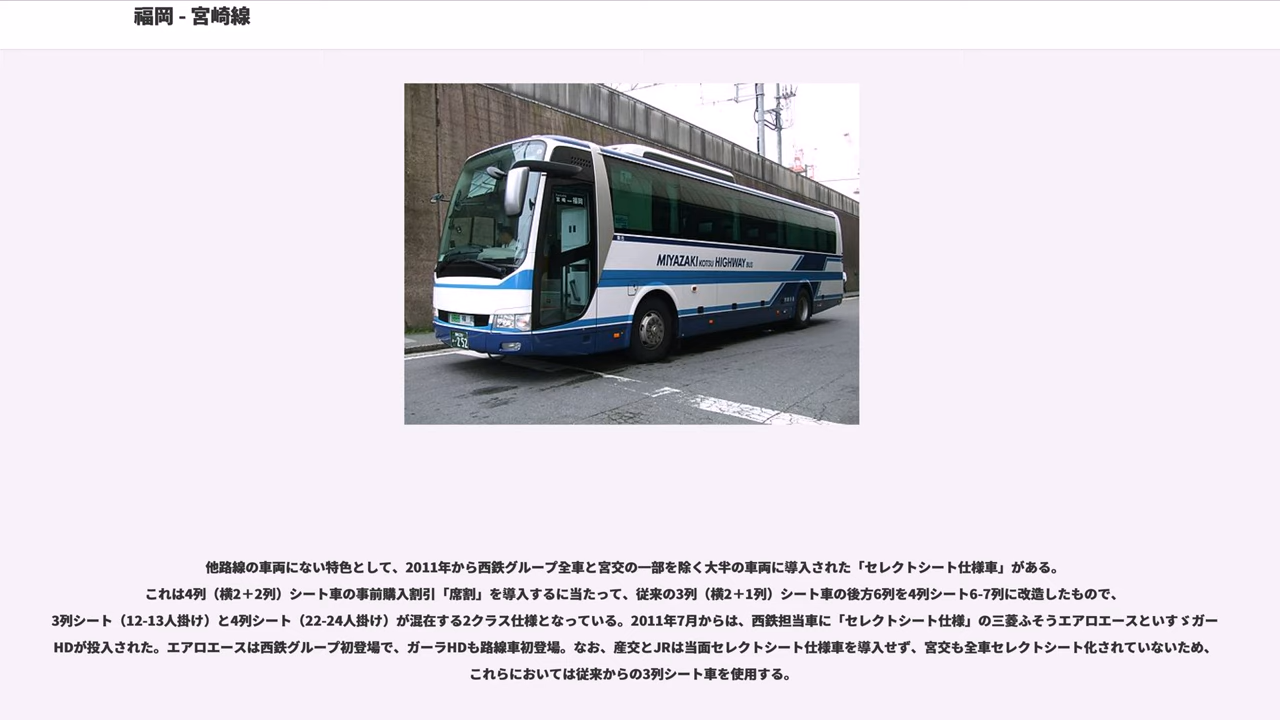 福岡 - 宮崎線
宮崎―福岡
MIYAZAKI KOTSU HIGHWAY BUS
252
他路線の車両にない特色として、2011年から西鉄グループ全車と宮交の一部を除く大半の車両に導入された「セレクトシート仕様車」がある。
これは4列（横2＋2列）シート車の事前購入割引「席割」を導入するに当たって、従来の3列（横2＋1列）シート車の後方6列を4列シート6-7列に改造したもので、
3列シート（12-13人掛け）と4列シート（22-24人掛け）が混在する2クラス仕様となっている。2011年7月からは、西鉄担当車に「セレクトシート仕様」の三菱ふそうエアロエースといすゞガー
HDが投入された。エアロエースは西鉄グループ初登場で、ガーラHDも路線車初登場。なお、産交とJRは当面セレクトシート仕様車を導入せず、宮交も全車セレクトシート化されていないため、
これらにおいては従来からの3列シート車を使用する。